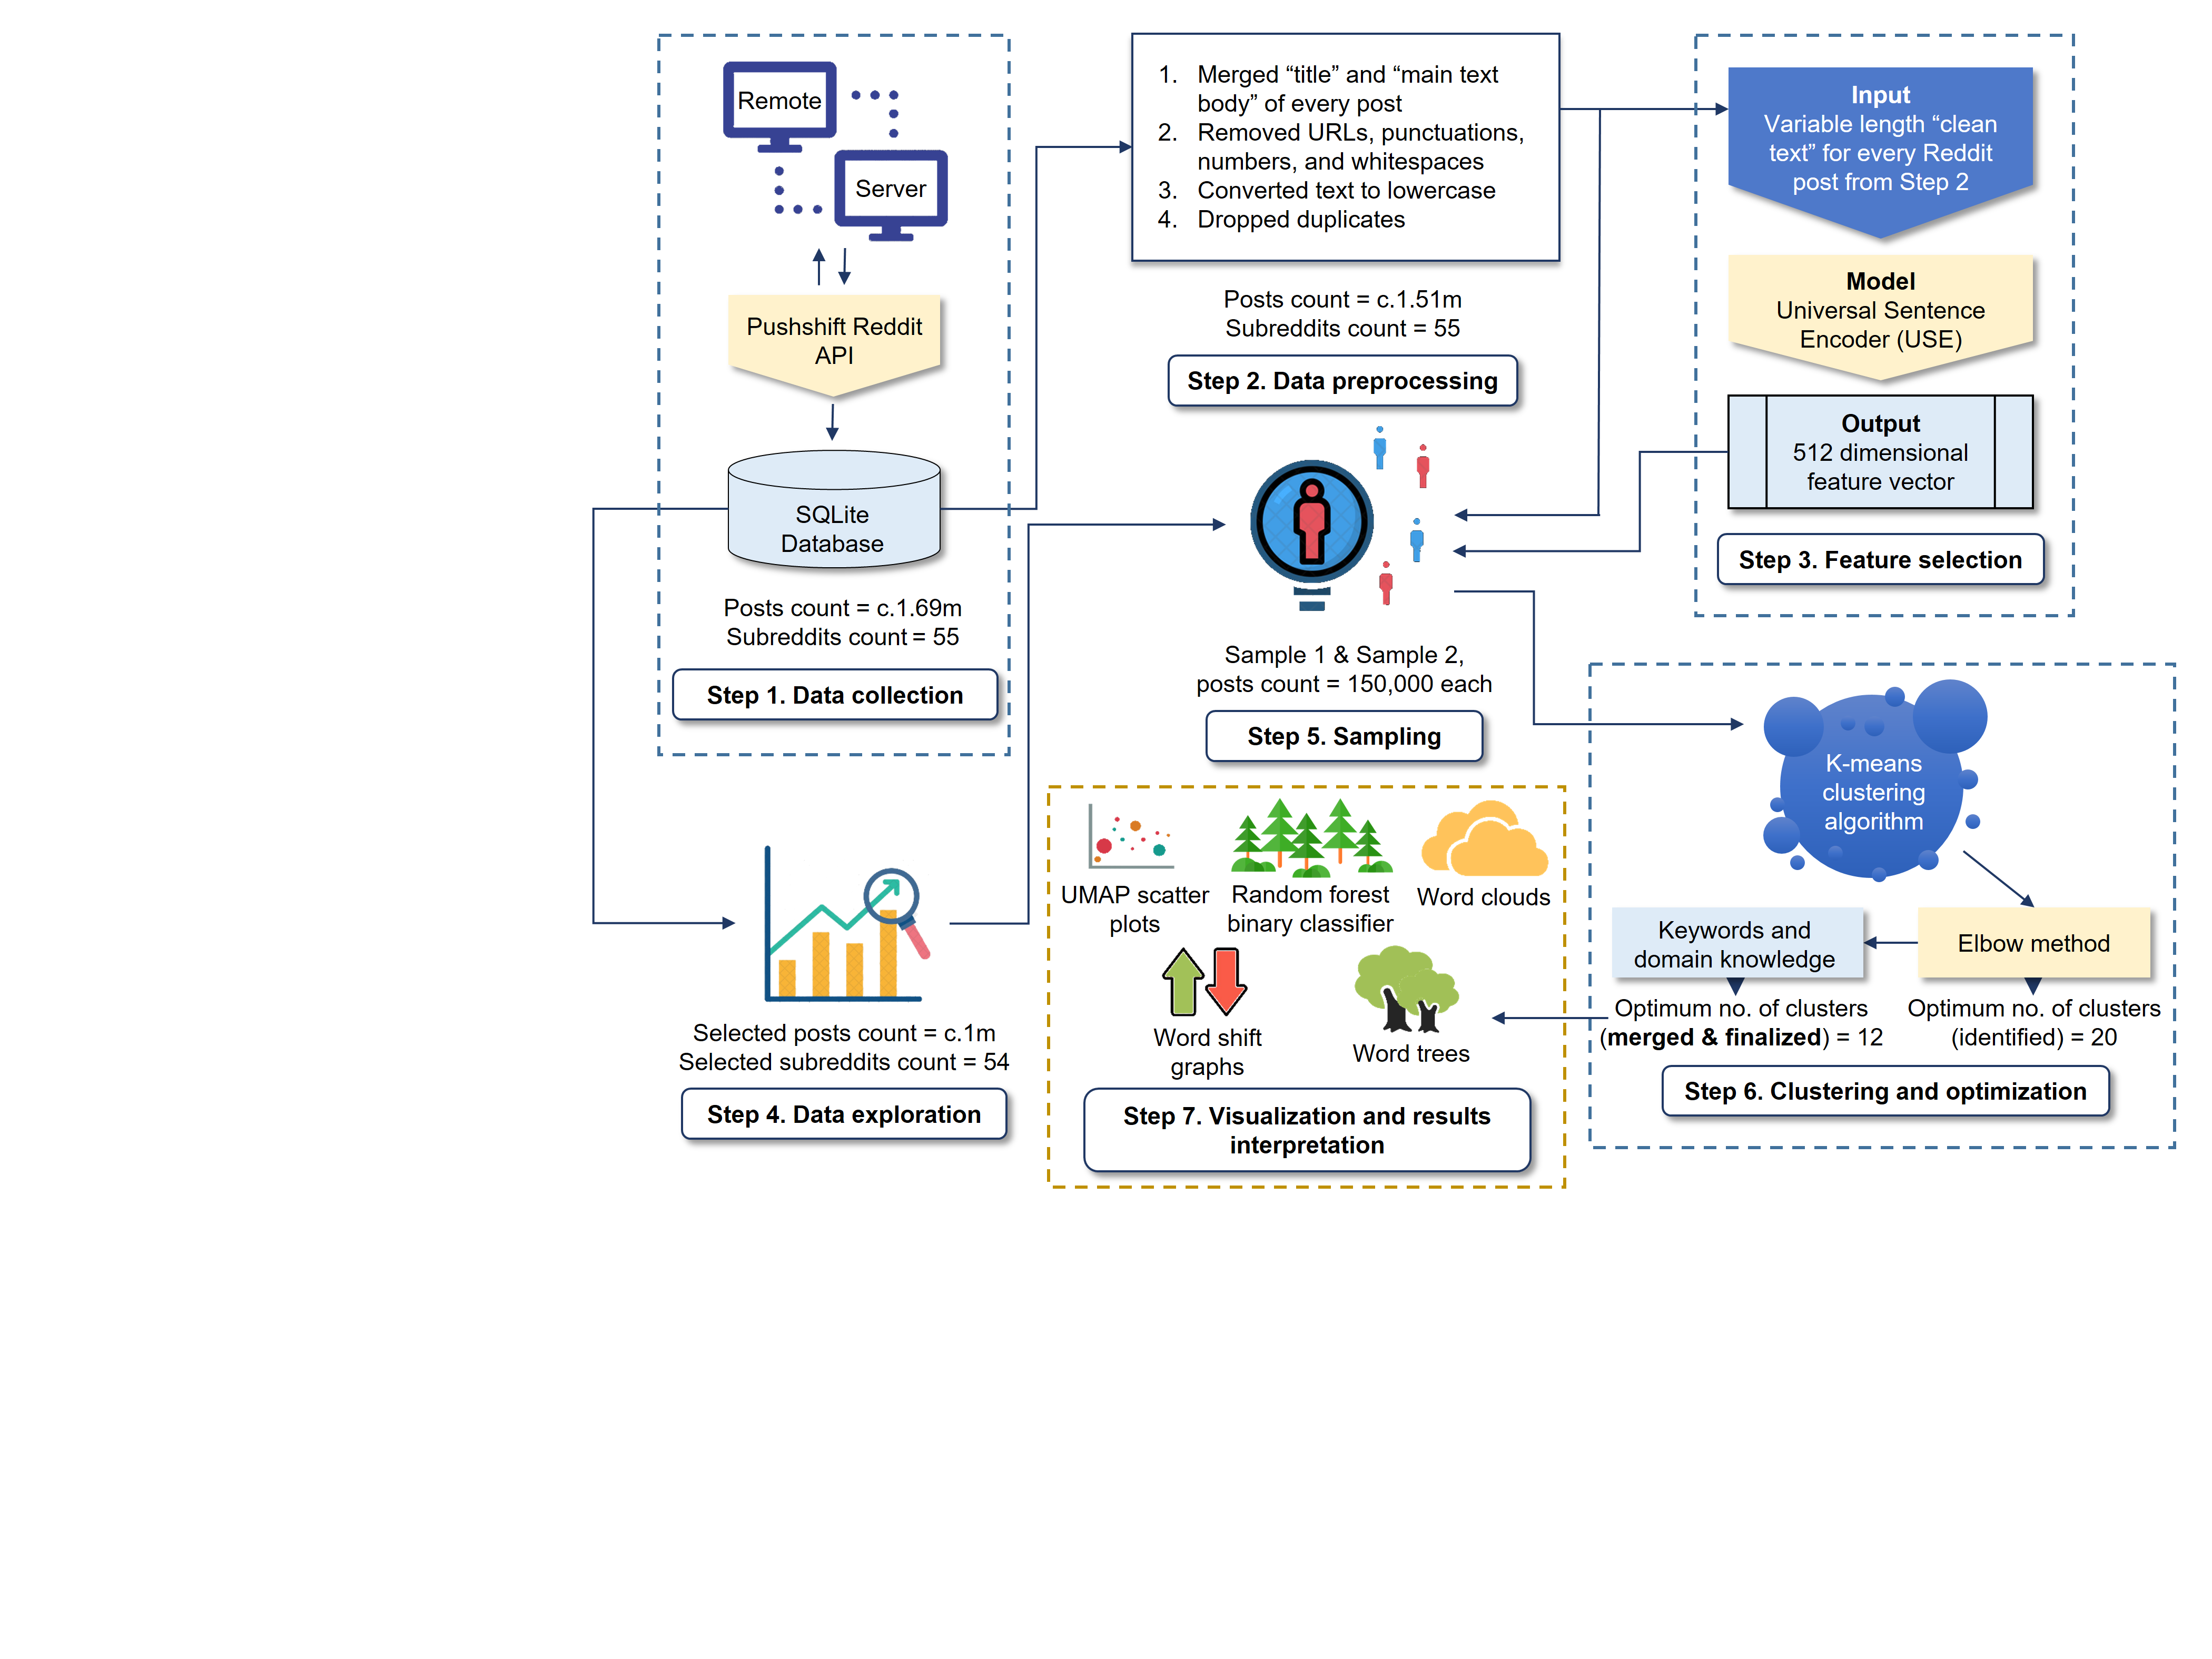 Remote
Server
Pushshift Reddit
API
SQLite
Database
Posts count = c.1.69m
Subreddits count = 55
Step 1. Data collection
1. Merged “title” and “main text
body” of every post
2. Removed URLs, punctuations,
numbers, and whitespaces
3. Converted text to lowercase
4. Dropped duplicates
Posts count = c.1.51m
Subreddits count = 55
Step 2. Data preprocessing
Input
Variable length “clean
text” for every Reddit
post from Step 2
Model
Universal Sentence
Encoder (USE)
Output
512 dimensional
feature vector
Step 3. Feature selection
Selected posts count = c.1m
Selected subreddits count = 54
Step 4. Data exploration
Sample 1 & Sample 2,
posts count = 150,000 each
Step 5. Sampling
K-means
clustering
algorithm
Elbow method
Keywords and
domain knowledge
Optimum no. of clusters
(identified) = 20
Optimum no. of clusters
(merged & finalized) = 12
Step 6. Clustering and optimization
UMAP scatter
plots
Random forest
binary classifier
Word clouds
Word shift
graphs
Word trees
Step 7. Visualization and results
interpretation